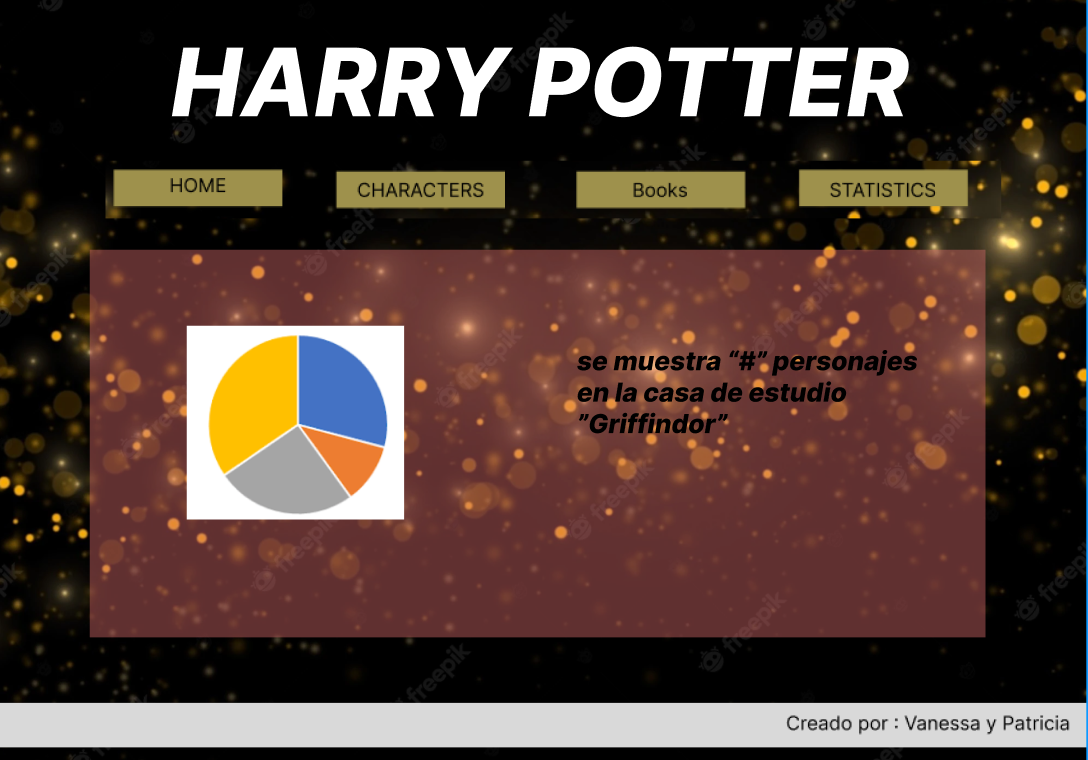 HARRY POTTER
HOME
CHARACTERS
Books
STATISTICS
se muestra “#” personajes
en la casa de estudio
”Griffindor”
Creado por : Vanessa y Patricia
freepik